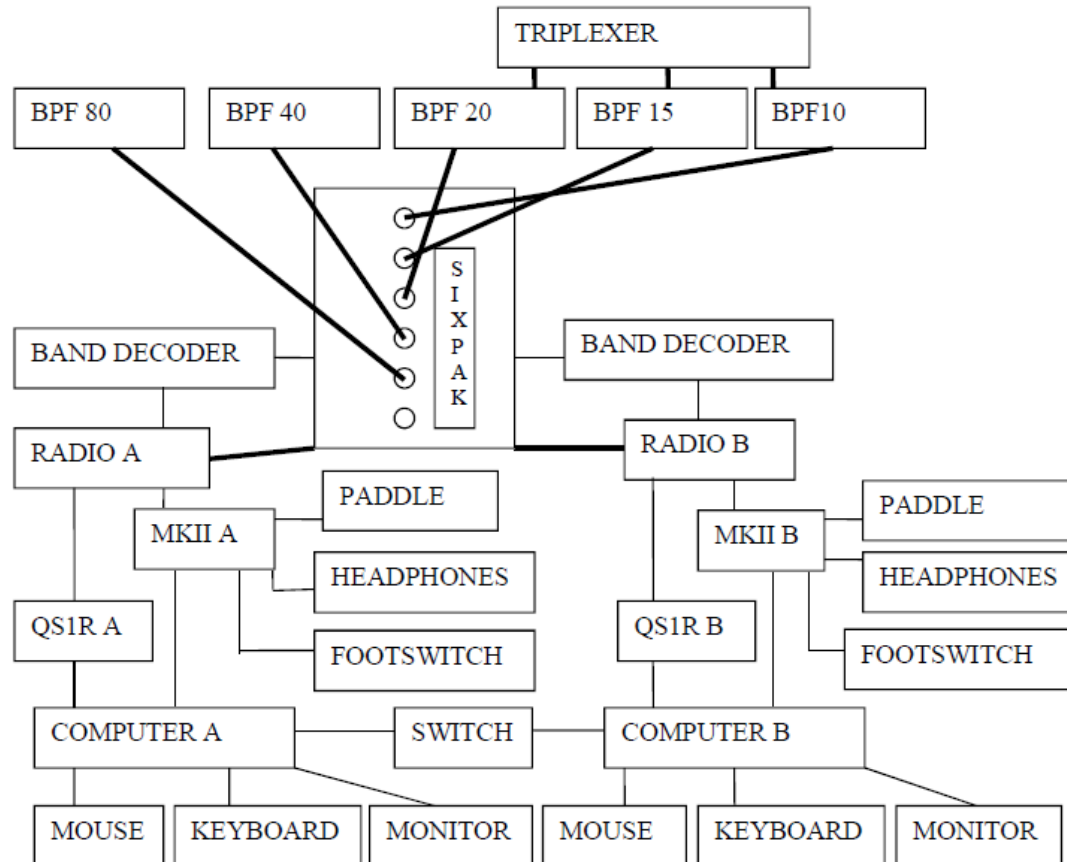 TRIPLEXER
BPF 80
BPF 40
BPF 20
BPF 15
BPF10
SIXPAK
BAND DECODER
BAND DECODER
RADIO A
RADIO B
PADDLE
MKII A
HEADPHONES
PADDLE
MKII B
HEADPHONES
QS1R A
FOOTSWITCH
QS1R B
FOOTSWITCH
COMPUTER A
SWITCH
COMPUTER B
MOUSE
KEYBOARD
MONITOR
MOUSE
KEYBOARD
MONITOR